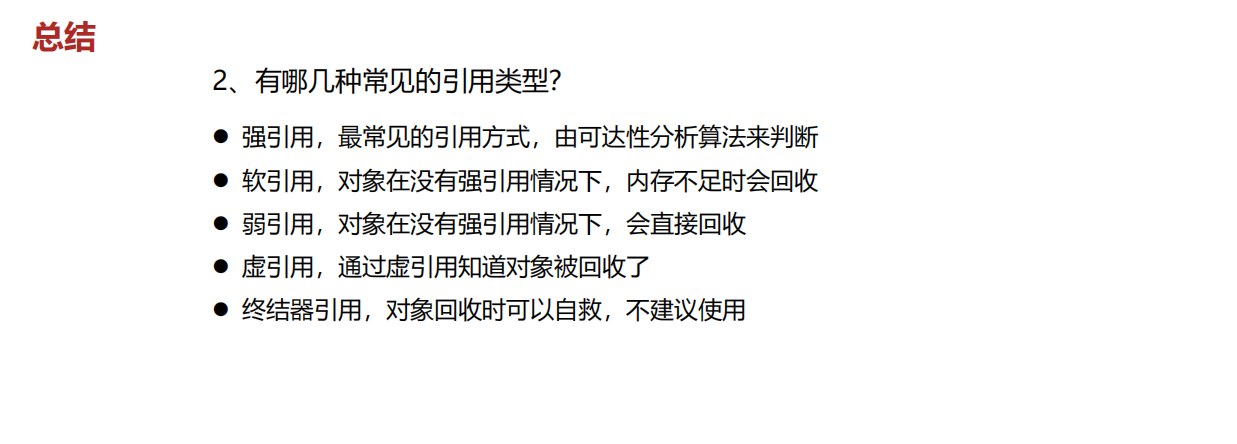 总结
2、有哪几种常见的引用类型？
● 强引用，最常见的引用方式，由可达性分析算法来判断
● 软引用，对象在没有强引用情况下，内存不足时会回收
● 弱引用，对象在没有强引用情况下，会直接回收
● 虚引用，通过虚引用知道对象被回收了
● 终结器引用，对象回收时可以自救，不建议使用